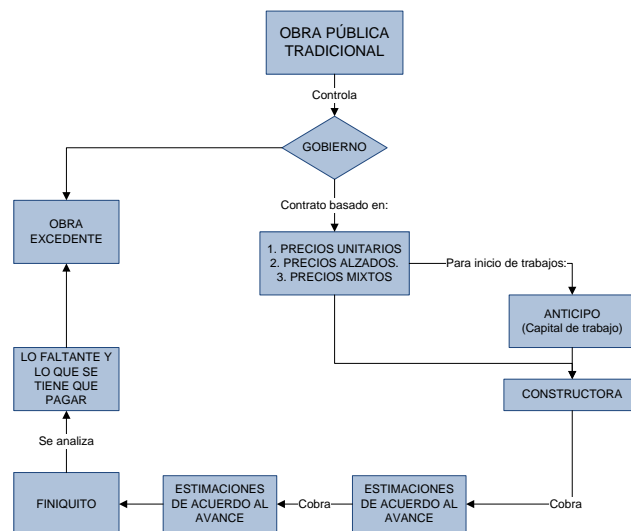 OBRA PÚBLICA
TRADICIONAL
Controla
GOBIERNO
Contrato basado en:
OBRA
EXCEDENTE
1. PRECIOS UNITARIOS
2. PRECIOS ALZADOS.
3. PRECIOS MIXTOS
Para inicio de trabajos:
ANTICIPO
(Capital de trabajo)
LO FALTANTE Y
LO QUE SE
TIENE QUE
PAGAR
CONSTRUCTORA
Se analiza
FINIQUITO
ESTIMACIONES
DE ACUERDO AL
AVANCE
Cobra
ESTIMACIONES
DE ACUERDO AL
AVANCE
Cobra